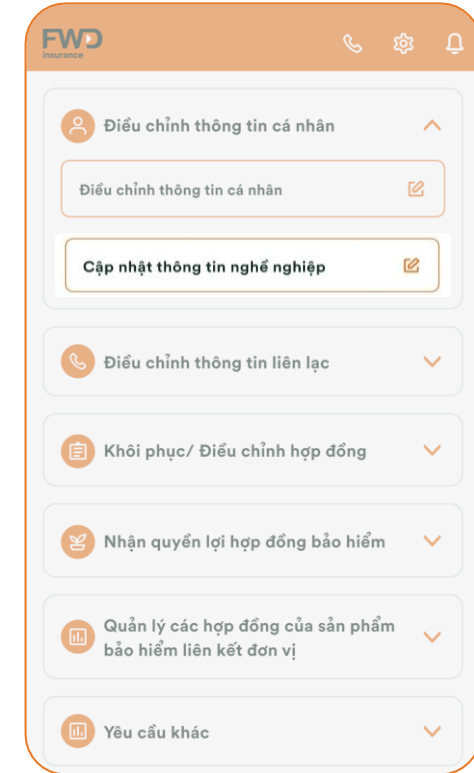 FWD
insurance
Điều chỉnh thông tin cá nhân
Điều chỉnh thông tin cá nhân
Cập nhật thông tin nghề nghiệp
Điều chỉnh thông tin liên lạc
Khôi phục/ Điều chỉnh hợp đồng
Nhận quyền lợi hợp đồng bảo hiểm
Quản lý các hợp đồng của sản phẩm
bảo hiểm liên kết đơn vị
Yêu cầu khác